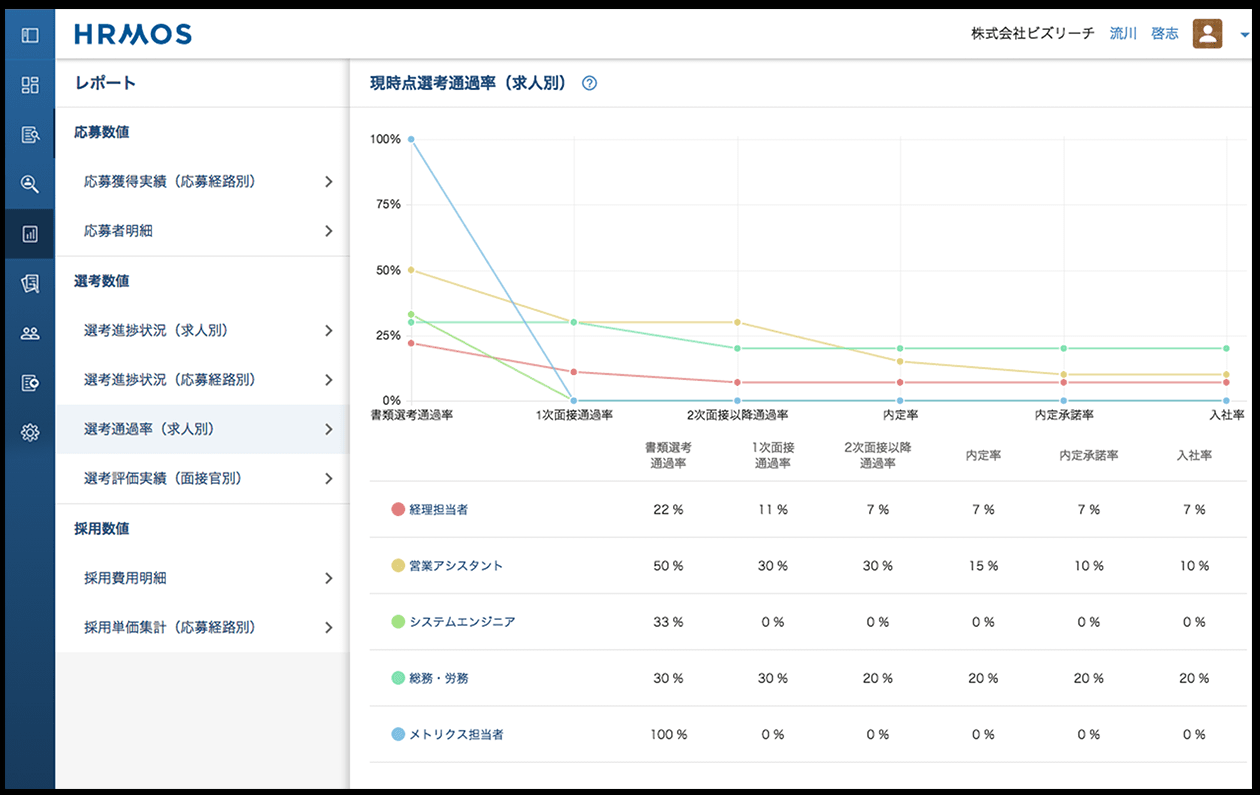 HRMOS
株式会社ビズリーチ 流川 啓志
レポート
応募数値
応募獲得実績（応募経路別）
応募者明細
選考数値
選考進捗状況（求人別）
選考進捗状況（応募経路別）
選考通過率（求人別）
選考評価実績（面接官別）
採用数値
採用費用明細
採用単価集計（応募経路別）
現時点選考通過率（求人別） ?
100%
75%
50%
25%
0%
書類選考通過率 1次面接通過率 2次面接以降通過率 内定率 内定承諾率 入社率
書類選考 1次面接 2次面接以降
通過率 通過率 通過率 内定率 内定承諾率 入社率
経理担当者 22 % 11 % 7 % 7 % 7 % 7 %
営業アシスタント 50 % 30 % 30 % 15 % 10 % 10 %
システムエンジニア 33 % 0 % 0 % 0 % 0 % 0 %
総務・労務 30 % 30 % 20 % 20 % 20 % 20 %
メトリクス担当者 100 % 0 % 0 % 0 % 0 % 0 %